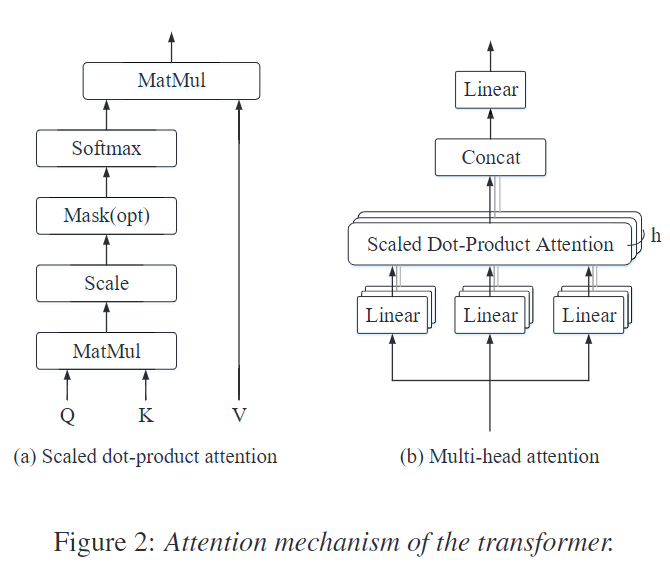 MatMul
Softmax
Mask(opt)
Scale
MatMul
Q K V
(a) Scaled dot-product attention
Linear
Concat
Scaled Dot-Product Attention h
Linear Linear Linear
(b) Multi-head attention
Figure 2: Attention mechanism of the transformer.